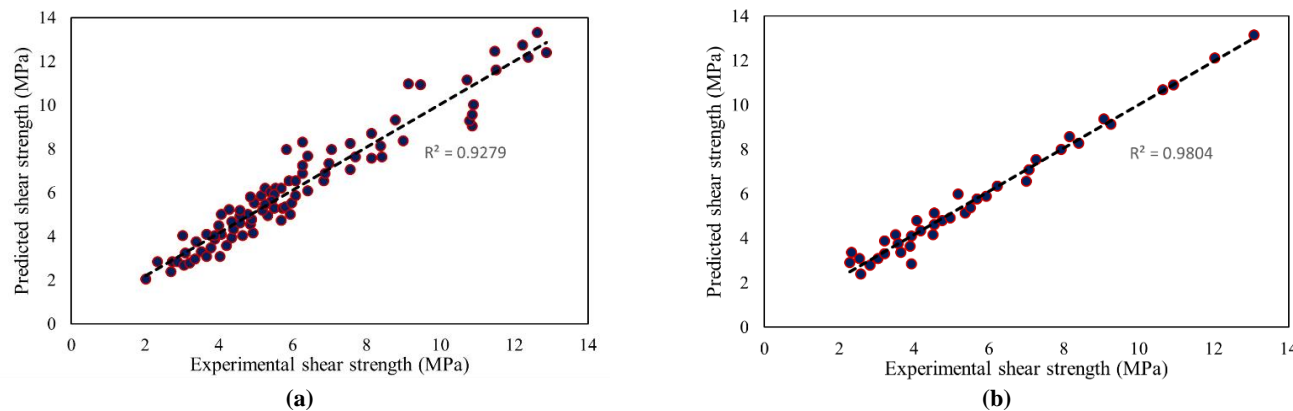 Predicted shear strength (MPa)
14
12
10
8
6
4
2
0
R² = 0.9279
0 2 4 6 8 10 12 14
Experimental shear strength (MPa)
(a)
Predicted shear strength (MPa)
14
12
10
8
6
4
2
0
R² = 0.9804
0 2 4 6 8 10 12 14
Experimental shear strength (MPa)
(b)